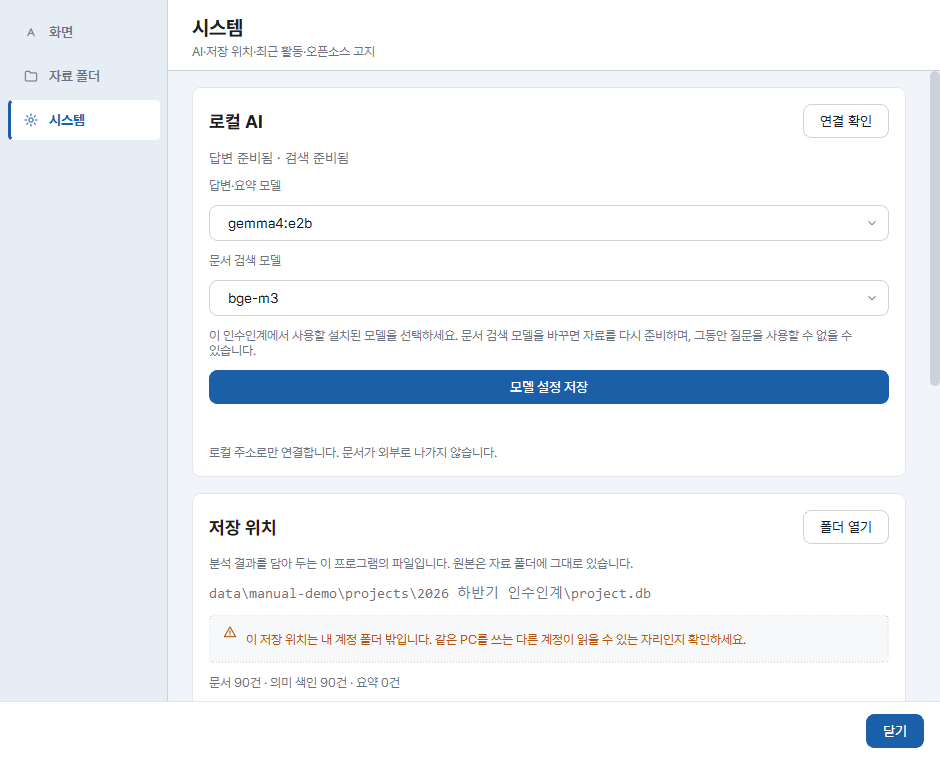 A 화면
자료 폴더
시스템
시스템
AI·저장 위치·최근 활동·오픈소스 고지
로컬 AI
연결 확인
답변 준비됨 · 검색 준비됨
답변·요약 모델
gemma4:e2b
문서 검색 모델
bge-m3
이 인수인계에서 사용할 설치된 모델을 선택하세요. 문서 검색 모델을 바꾸면 자료를 다시 준비하며, 그동안 질문을 사용할 수 없을 수
있습니다.
모델 설정 저장
로컬 주소로만 연결합니다. 문서가 외부로 나가지 않습니다.
저장 위치
폴더 열기
분석 결과를 담아 두는 이 프로그램의 파일입니다. 원본은 자료 폴더에 그대로 있습니다.
data\manual-demo\projects\2026 하반기 인수인계\project.db
이 저장 위치는 내 계정 폴더 밖입니다. 같은 PC를 쓰는 다른 계정이 읽을 수 있는 자리인지 확인하세요.
문서 90건 · 의미 색인 90건 · 요약 0건
닫기